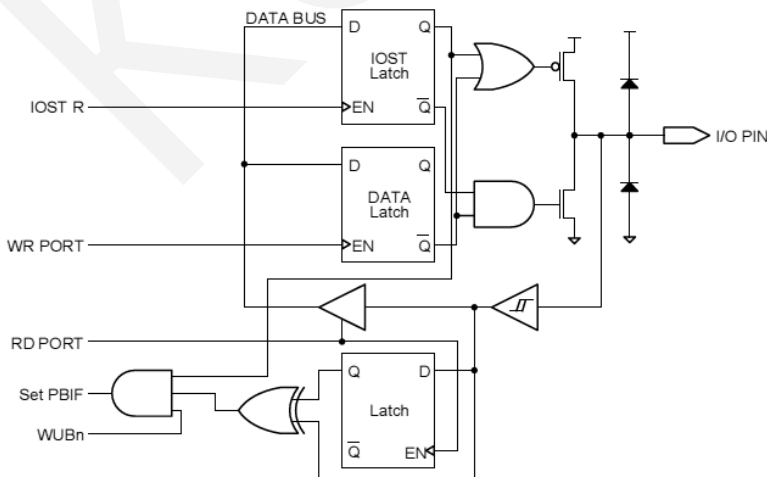 DATA BUS
D Q
IOST
Latch
IOST R
EN Q
I/O PIN
D Q
DATA
Latch
WR PORT
EN Q
RD PORT
Q D
Set PBIF
Latch
WUBn
Q EN